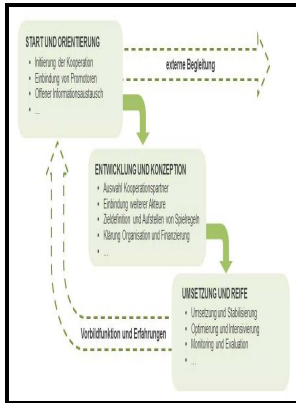 START UND ORIENTIERUNG
• Initiierung der Kooperation
• Einbindung von Promotoren
• Offener Informationsaustausch
• ...
externe Begleitung
ENTWICKLUNG UND KONZEPTION
• Auswahl Kooperationspartner
• Einbindung weiterer Akteure
• Zieldefinition und Aufstellen von Spielregeln
• Klärung Organisation und Finanzierung
• ...
UMSETZUNG UND REIFE
• Umsetzung und Stabilisierung
• Optimierung und Intensivierung
• Monitoring und Evaluation
• ...
Vorbildfunktion und Erfahrungen